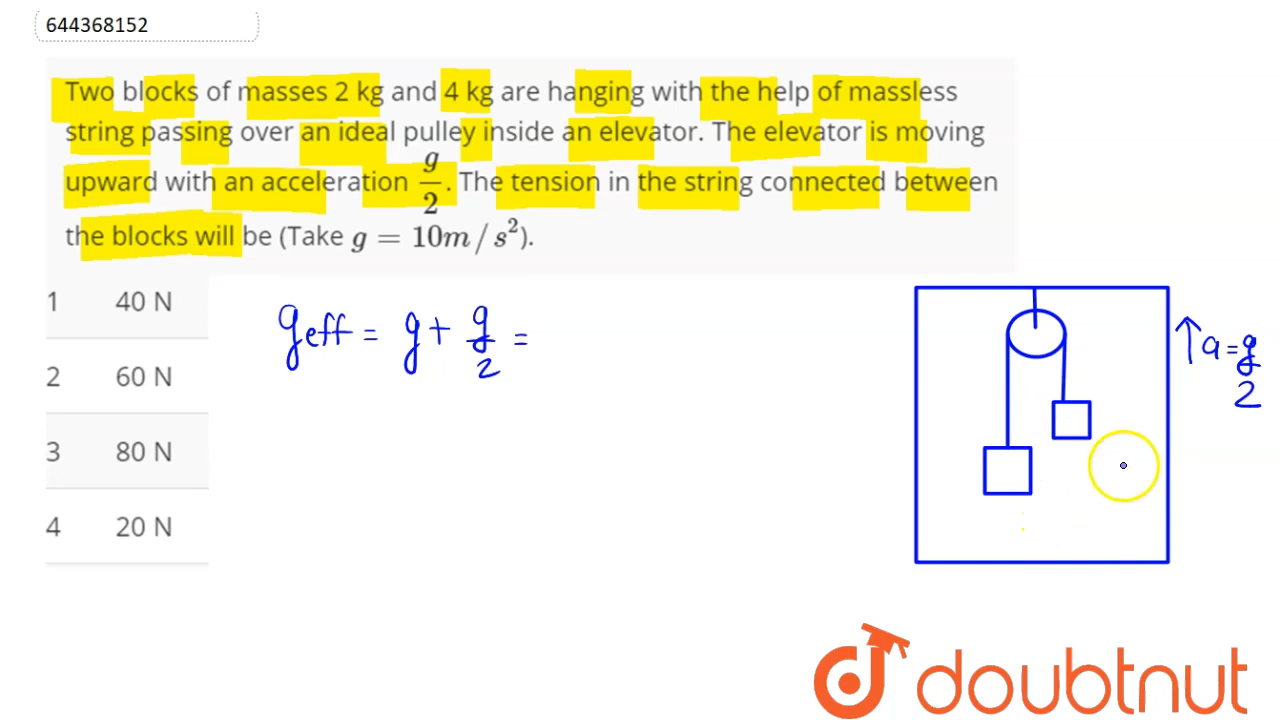 644368152
Two blocks of masses 2 kg and 4 kg are hanging with the help of massless
string passing over an ideal pulley inside an elevator. The elevator is moving
upward with an acceleration g/2. The tension in the string connected between
the blocks will be (Take g = 10m/s²).
1 40 N
2 60 N
3 80 N
4 20 N
geff = g + g/2 =
↑ a = g/2
doubtnut